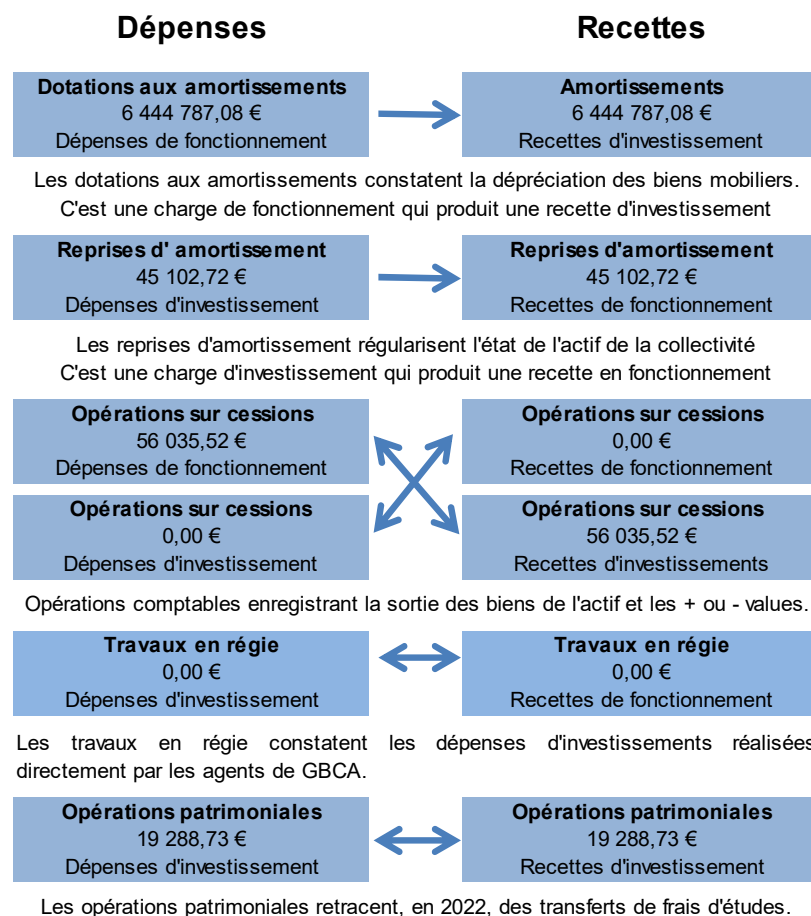 Dépenses
Recettes
Dotations aux amortissements
6 444 787,08 €
Dépenses de fonctionnement
Amortissements
6 444 787,08 €
Recettes d'investissement
Les dotations aux amortissements constatent la dépréciation des biens mobiliers.
C'est une charge de fonctionnement qui produit une recette d'investissement
Reprises d' amortissement
45 102,72 €
Dépenses d'investissement
Reprises d'amortissement
45 102,72 €
Recettes de fonctionnement
Les reprises d'amortissement régularisent l'état de l'actif de la collectivité
C'est une charge d'investissement qui produit une recette en fonctionnement
Opérations sur cessions
56 035,52 €
Dépenses de fonctionnement
Opérations sur cessions
0,00 €
Recettes de fonctionnement
Opérations sur cessions
0,00 €
Dépenses d'investissement
Opérations sur cessions
56 035,52 €
Recettes d'investissements
Opérations comptables enregistrant la sortie des biens de l'actif et les + ou - values.
Travaux en régie
0,00 €
Dépenses d'investissement
Travaux en régie
0,00 €
Recettes de fonctionnement
Les travaux en régie constatent les dépenses d'investissements réalisées
directement par les agents de GBCA.
Opérations patrimoniales
19 288,73 €
Dépenses d'investissement
Opérations patrimoniales
19 288,73 €
Recettes d'investissement
Les opérations patrimoniales retracent, en 2022, des transferts de frais d'études.